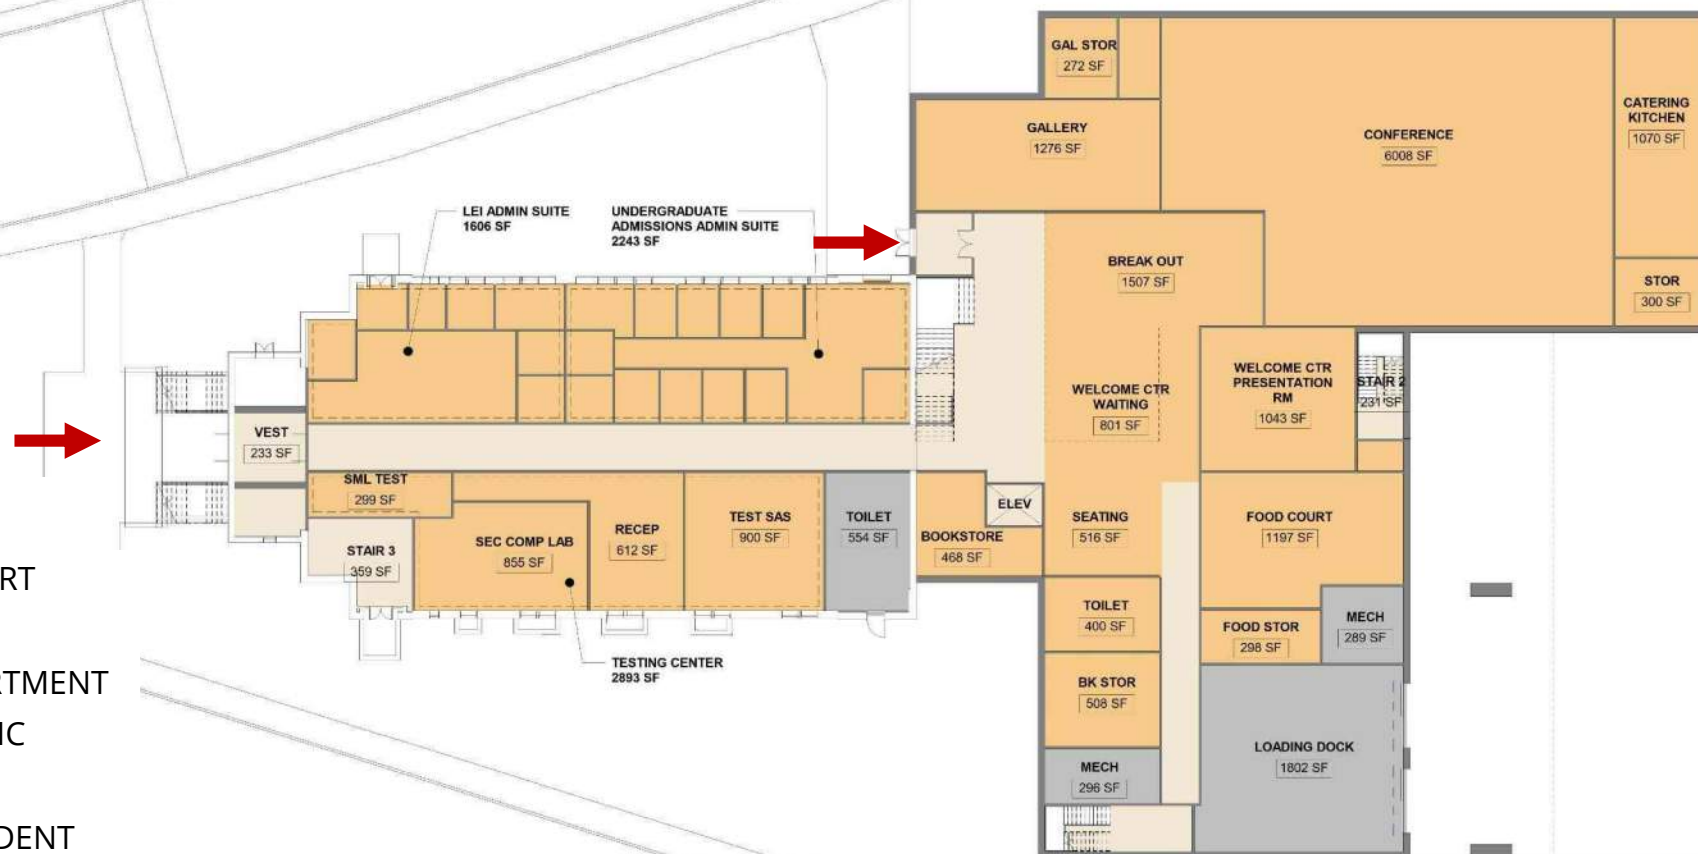 GAL STOR
272 SF
GALLERY
1276 SF
CONFERENCE
6008 SF
CATERING
KITCHEN
1070 SF
STOR
300 SF
LEI ADMIN SUITE
1606 SF
UNDERGRADUATE
ADMISSIONS ADMIN SUITE
2243 SF
BREAK OUT
1507 SF
WELCOME CTR
WAITING
801 SF
WELCOME CTR
PRESENTATION
RM
1043 SF
STAIR 2
231 SF
VEST
233 SF
SML TEST
299 SF
STAIR 3
359 SF
SEC COMP LAB
855 SF
RECEP
612 SF
TEST SAS
900 SF
TOILET
554 SF
ELEV
BOOKSTORE
468 SF
SEATING
516 SF
FOOD COURT
1197 SF
TOILET
400 SF
FOOD STOR
298 SF
MECH
289 SF
TESTING CENTER
2893 SF
BK STOR
508 SF
MECH
296 SF
LOADING DOCK
1802 SF
RT
RTMENT
IC
DENT